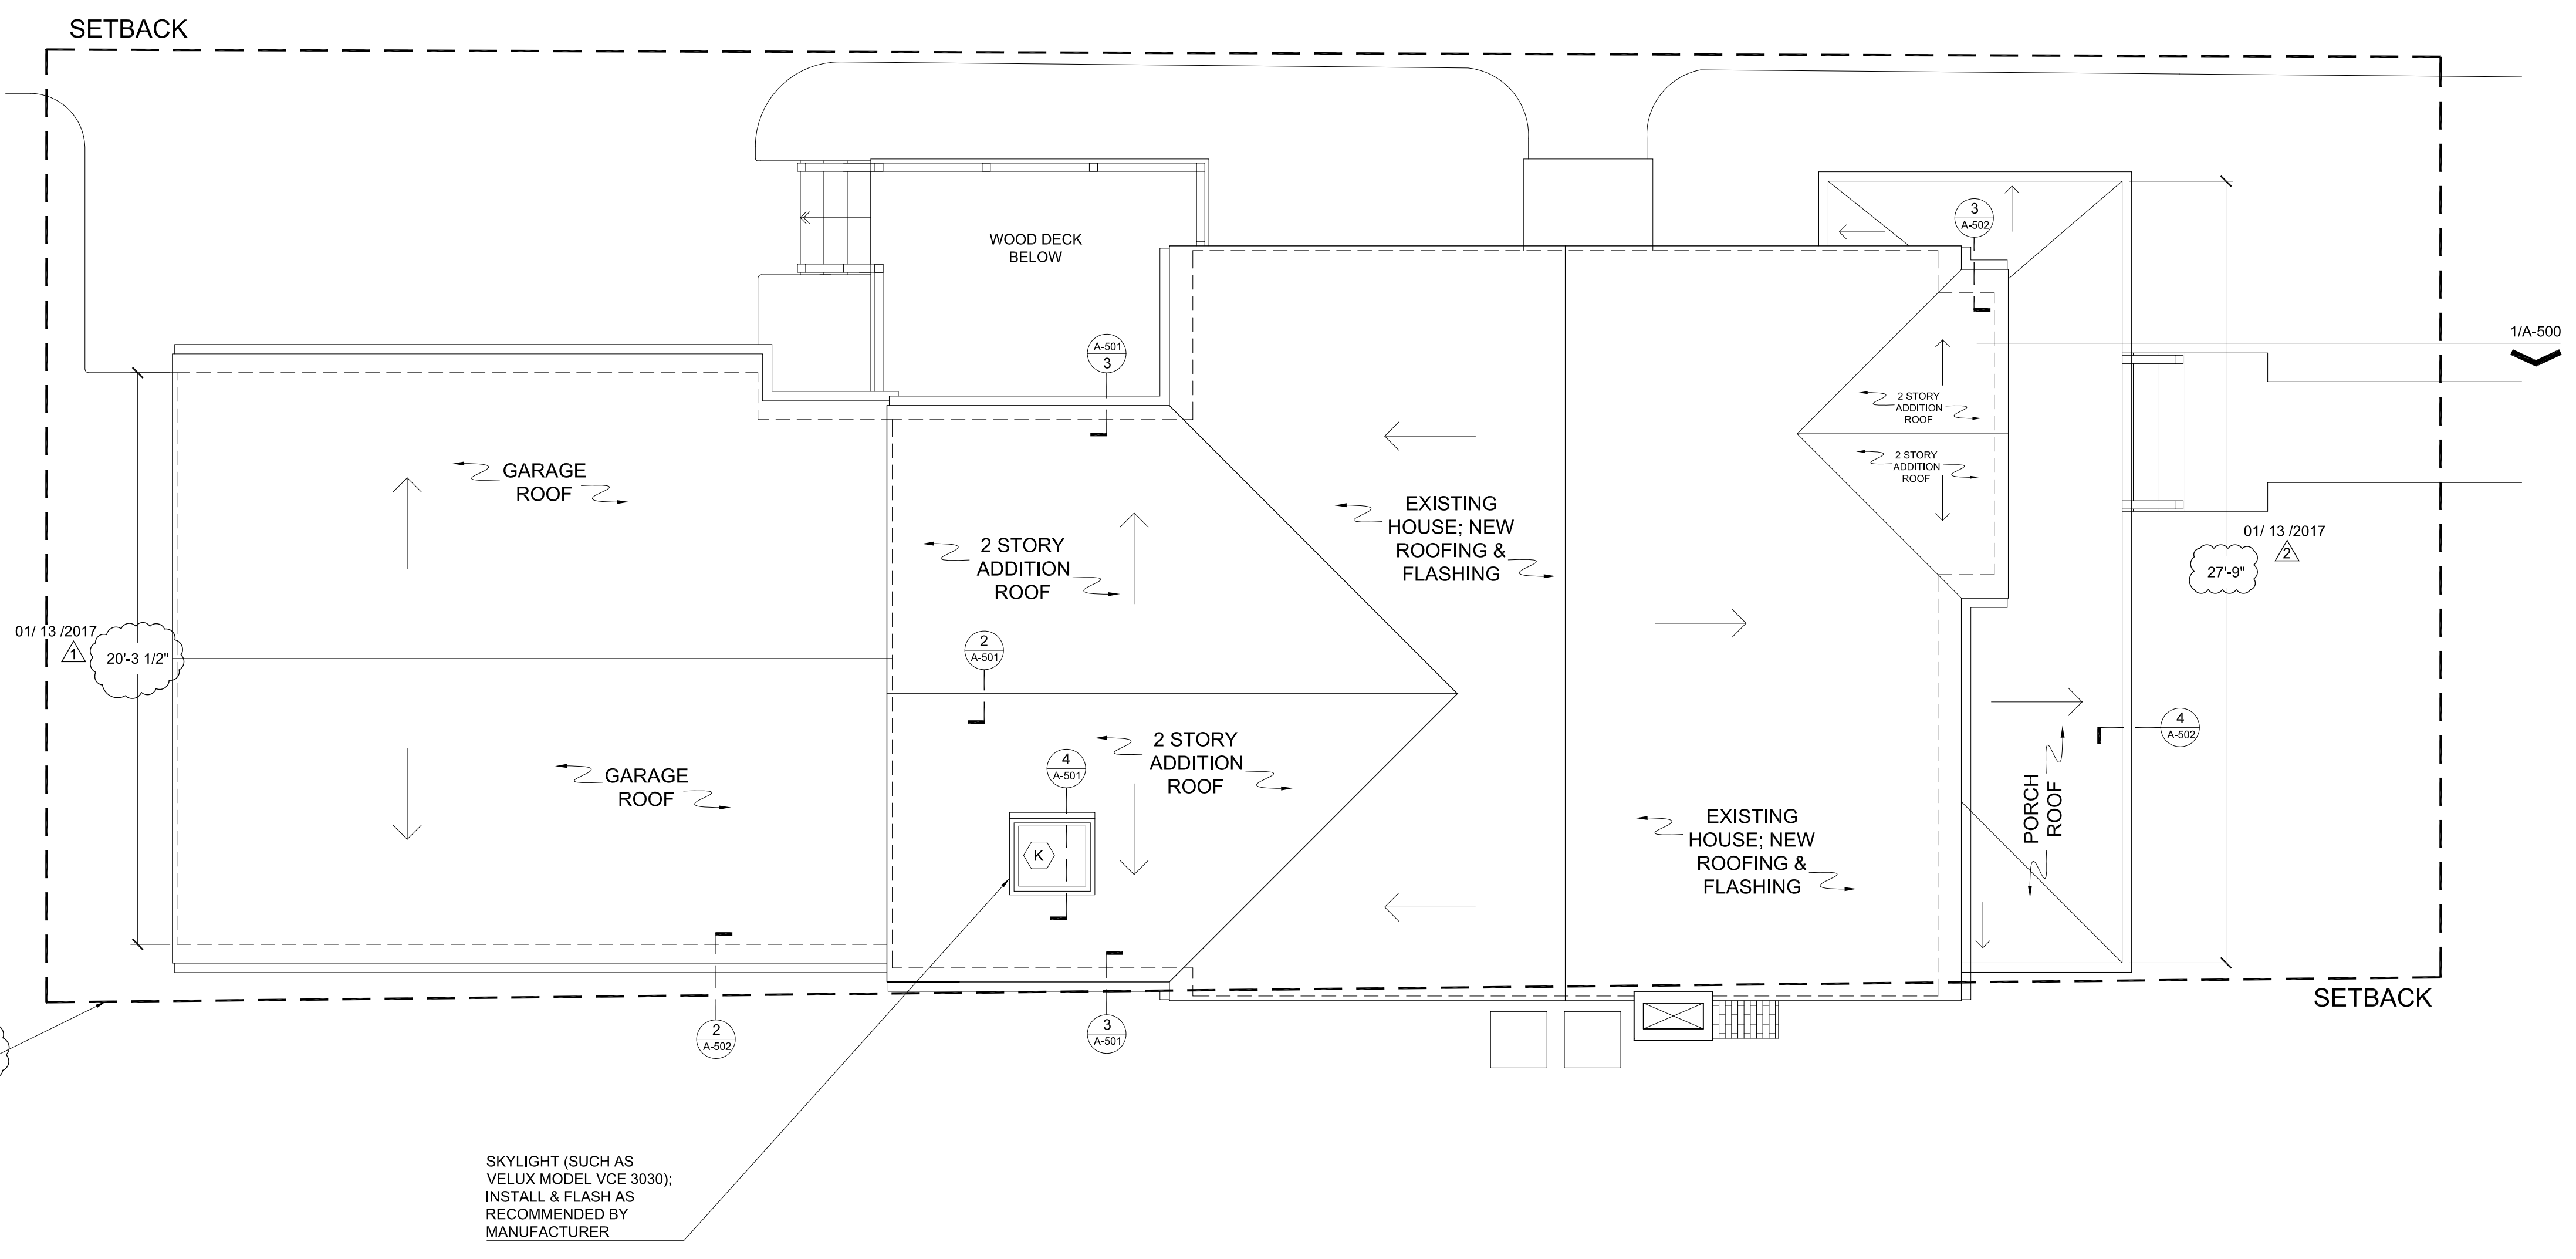 SETBACK
WOOD DECK
BELOW
3
A-502
A-501
3
1/A-500
2 STORY
ADDITION
ROOF
2 STORY
ADDITION
ROOF
GARAGE
ROOF
2 STORY
ADDITION
ROOF
EXISTING
HOUSE; NEW
ROOFING &
FLASHING
01/ 13 /2017
2
27'-9"
01/ 13 /2017
1
20'-3 1/2"
2
A-501
4
A-502
GARAGE
ROOF
4
A-501
K
2 STORY
ADDITION
ROOF
EXISTING
HOUSE; NEW
ROOFING &
FLASHING
PORCH
ROOF
SETBACK
2
A-502
3
A-501
SKYLIGHT (SUCH AS
VELUX MODEL VCE 3030);
INSTALL & FLASH AS
RECOMMENDED BY
MANUFACTURER